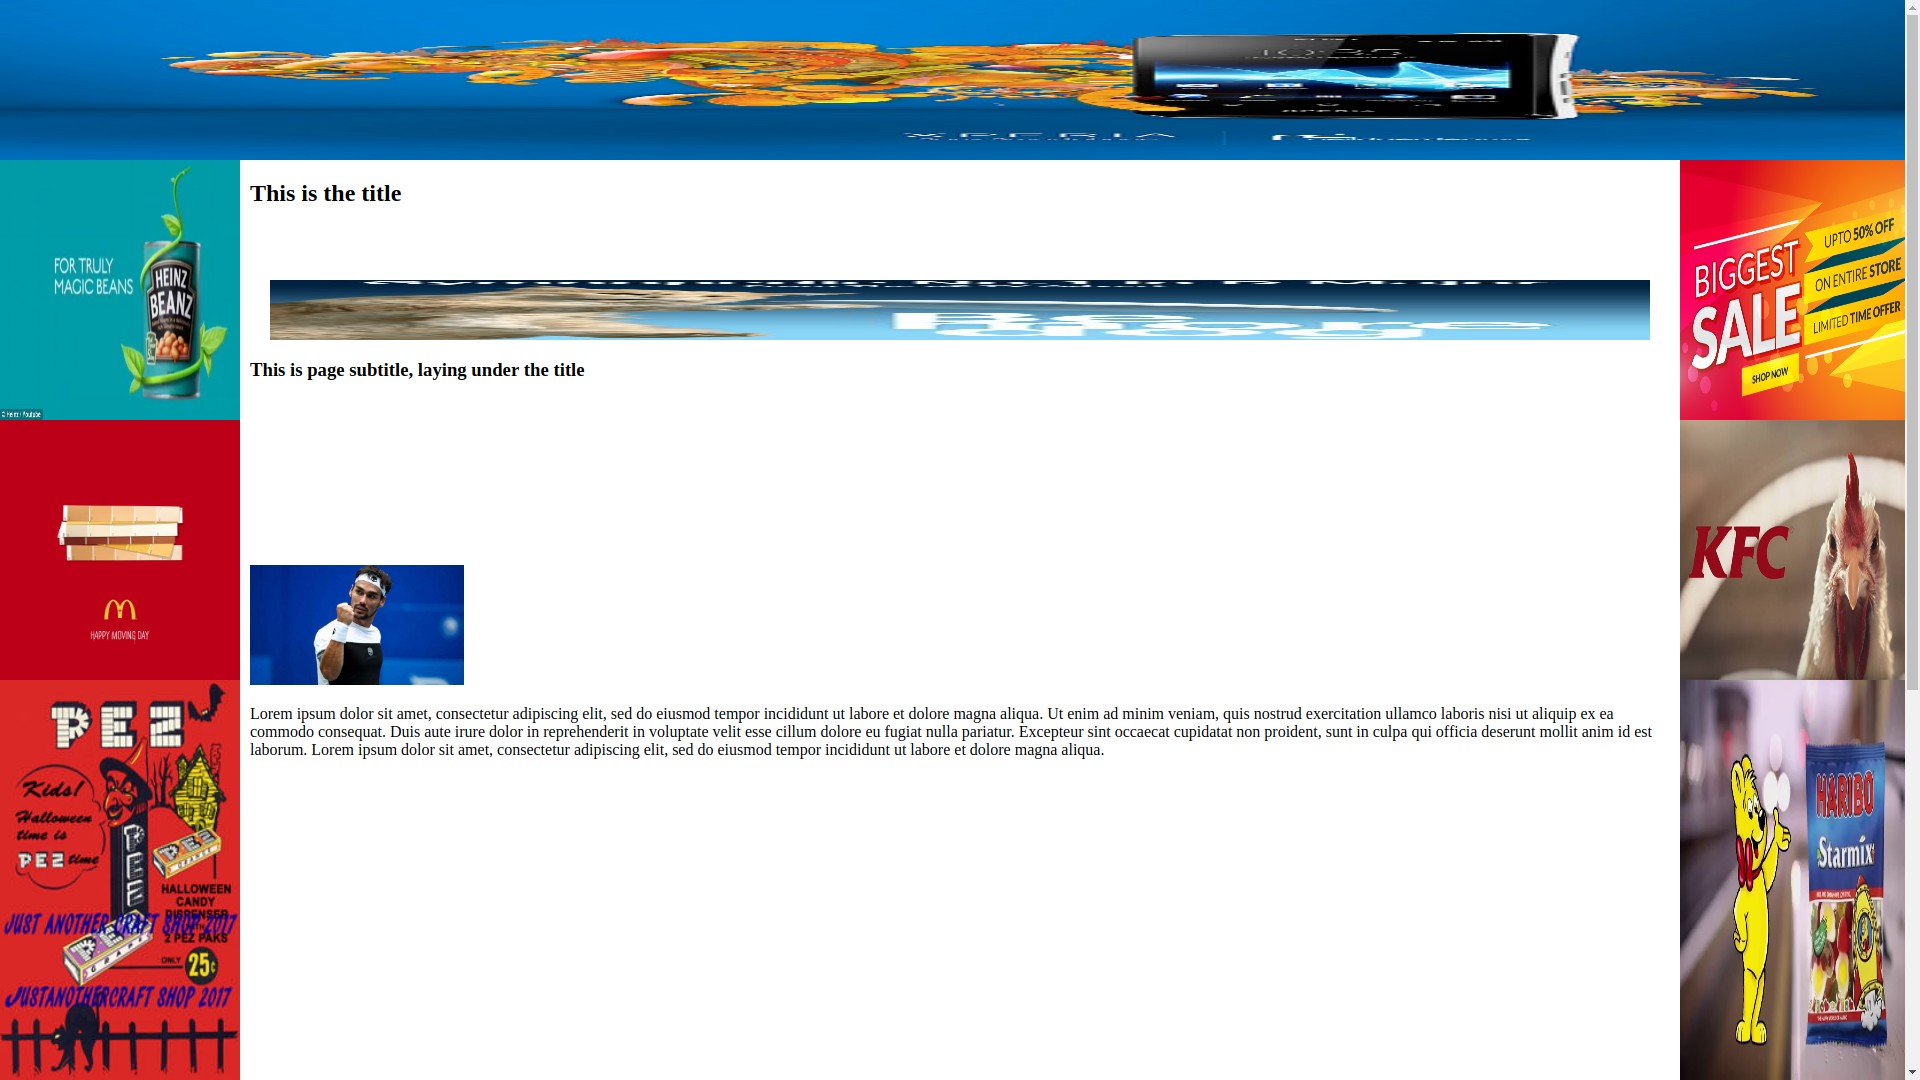 XPERIA
FOR TRULY
MAGIC BEANS
HEINZ
BEANZ
This is the title
BIGGEST
SALE
UPTO 50% OFF
ON ENTIRE STORE
LIMITED TIME OFFER
SHOP NOW
This is page subtitle, laying under the title
HAPPY MOVING DAY
KFC
PEZ
Kids!
Halloween
time is
PEZ time
PEZ
PEZ
HALLOWEEN
CANDY
DISPENSER
2 PEZ PAKS
ONLY 25¢
JUST ANOTHER CRAFT SHOP 2017
JUSTANOTHERCRAFT SHOP 2017
Lorem ipsum dolor sit amet, consectetur adipiscing elit, sed do eiusmod tempor incididunt ut labore et dolore magna aliqua. Ut enim ad minim veniam, quis nostrud exercitation ullamco laboris nisi ut aliquip ex ea
commodo consequat. Duis aute irure dolor in reprehenderit in voluptate velit esse cillum dolore eu fugiat nulla pariatur. Excepteur sint occaecat cupidatat non proident, sunt in culpa qui officia deserunt mollit anim id est
laborum. Lorem ipsum dolor sit amet, consectetur adipiscing elit, sed do eiusmod tempor incididunt ut labore et dolore magna aliqua.
HARIBO
Starmix